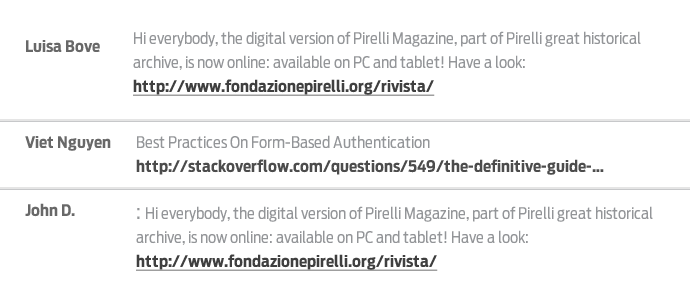 Luisa Bove
Hi everybody, the digital version of Pirelli Magazine, part of Pirelli great historical
archive, is now online: available on PC and tablet! Have a look:
http://www.fondazionepirelli.org/rivista/
Viet Nguyen
Best Practices On Form-Based Authentication
http://stackoverflow.com/questions/549/the-definitive-guide-...
John D.
: Hi everybody, the digital version of Pirelli Magazine, part of Pirelli great historical
archive, is now online: available on PC and tablet! Have a look:
http://www.fondazionepirelli.org/rivista/